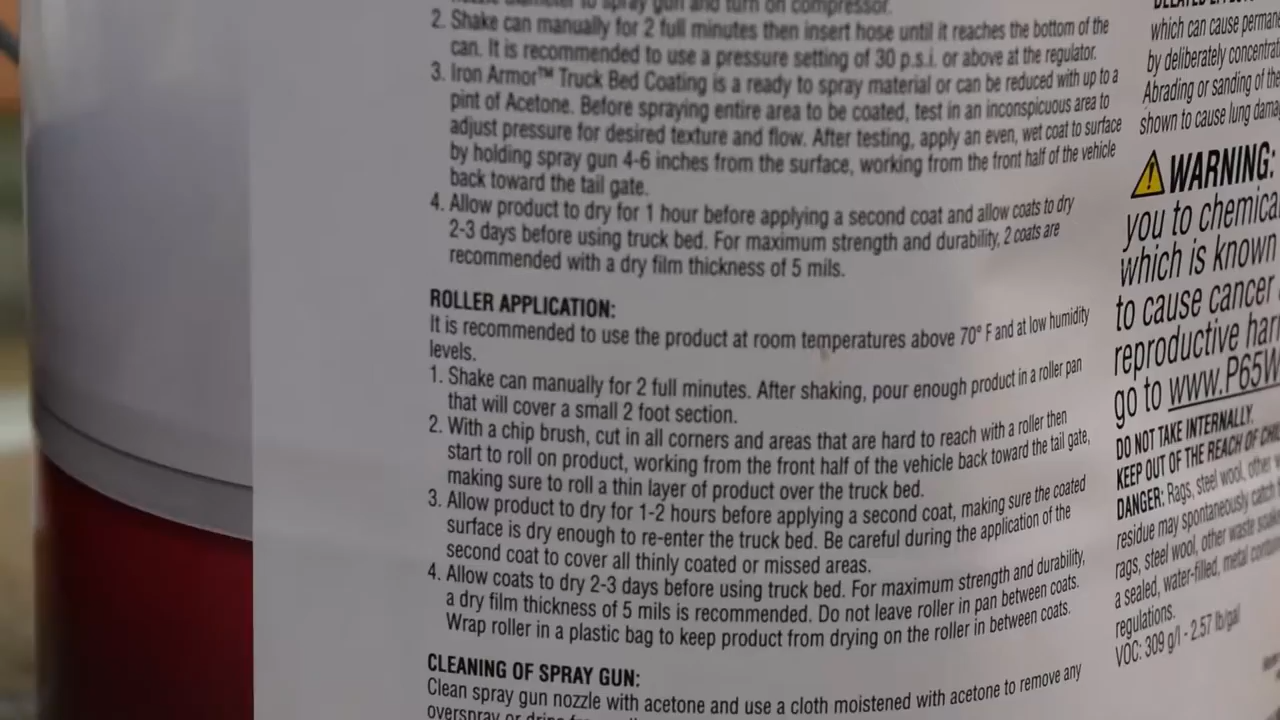 to spray gun and turn on compressor.
2. Shake can manually for 2 full minutes then insert hose until it reaches the bottom of the
can. It is recommended to use a pressure setting of 30 p.s.i. or above at the regulator.
3. Iron Armor™ Truck Bed Coating is a ready to spray material or can be reduced with up to a
pint of Acetone. Before spraying entire area to be coated, test in an inconspicuous area to
adjust pressure for desired texture and flow. After testing, apply an even, wet coat to surface
by holding spray gun 4-6 inches from the surface, working from the front half of the vehicle
back toward the tail gate.
4. Allow product to dry for 1 hour before applying a second coat and allow coats to dry
2-3 days before using truck bed. For maximum strength and durability, 2 coats are
recommended with a dry film thickness of 5 mils.
ROLLER APPLICATION:
It is recommended to use the product at room temperatures above 70° F and at low humidity
levels.
1. Shake can manually for 2 full minutes. After shaking, pour enough product in a roller pan
that will cover a small 2 foot section.
2. With a chip brush, cut in all corners and areas that are hard to reach with a roller then
start to roll on product, working from the front half of the vehicle back toward the tail gate,
making sure to roll a thin layer of product over the truck bed.
3. Allow product to dry for 1-2 hours before applying a second coat, making sure the coated
surface is dry enough to re-enter the truck bed. Be careful during the application of the
second coat to cover all thinly coated or missed areas.
4. Allow coats to dry 2-3 days before using truck bed. For maximum strength and durability,
a dry film thickness of 5 mils is recommended. Do not leave roller in pan between coats.
Wrap roller in a plastic bag to keep product from drying on the roller in between coats.
CLEANING OF SPRAY GUN:
Clean spray gun nozzle with acetone and use a cloth moistened with acetone to remove any
overspray or
which can cause
by deliberately
Abrading or sanding of the
shown to cause lung
WARNING:
you to
which is known
to cause cancer
reproductive
go to www.P65W
DO NOT TAKE INTERNALLY.
KEEP OUT OF THE REACH OF
DANGER: Rags, steel wool, other
residue may spontaneously catch
rags, steel wool, other waste
a sealed, water-filled, metal
regulations.
VOC: 309 g/l - 2.57 lb/gal